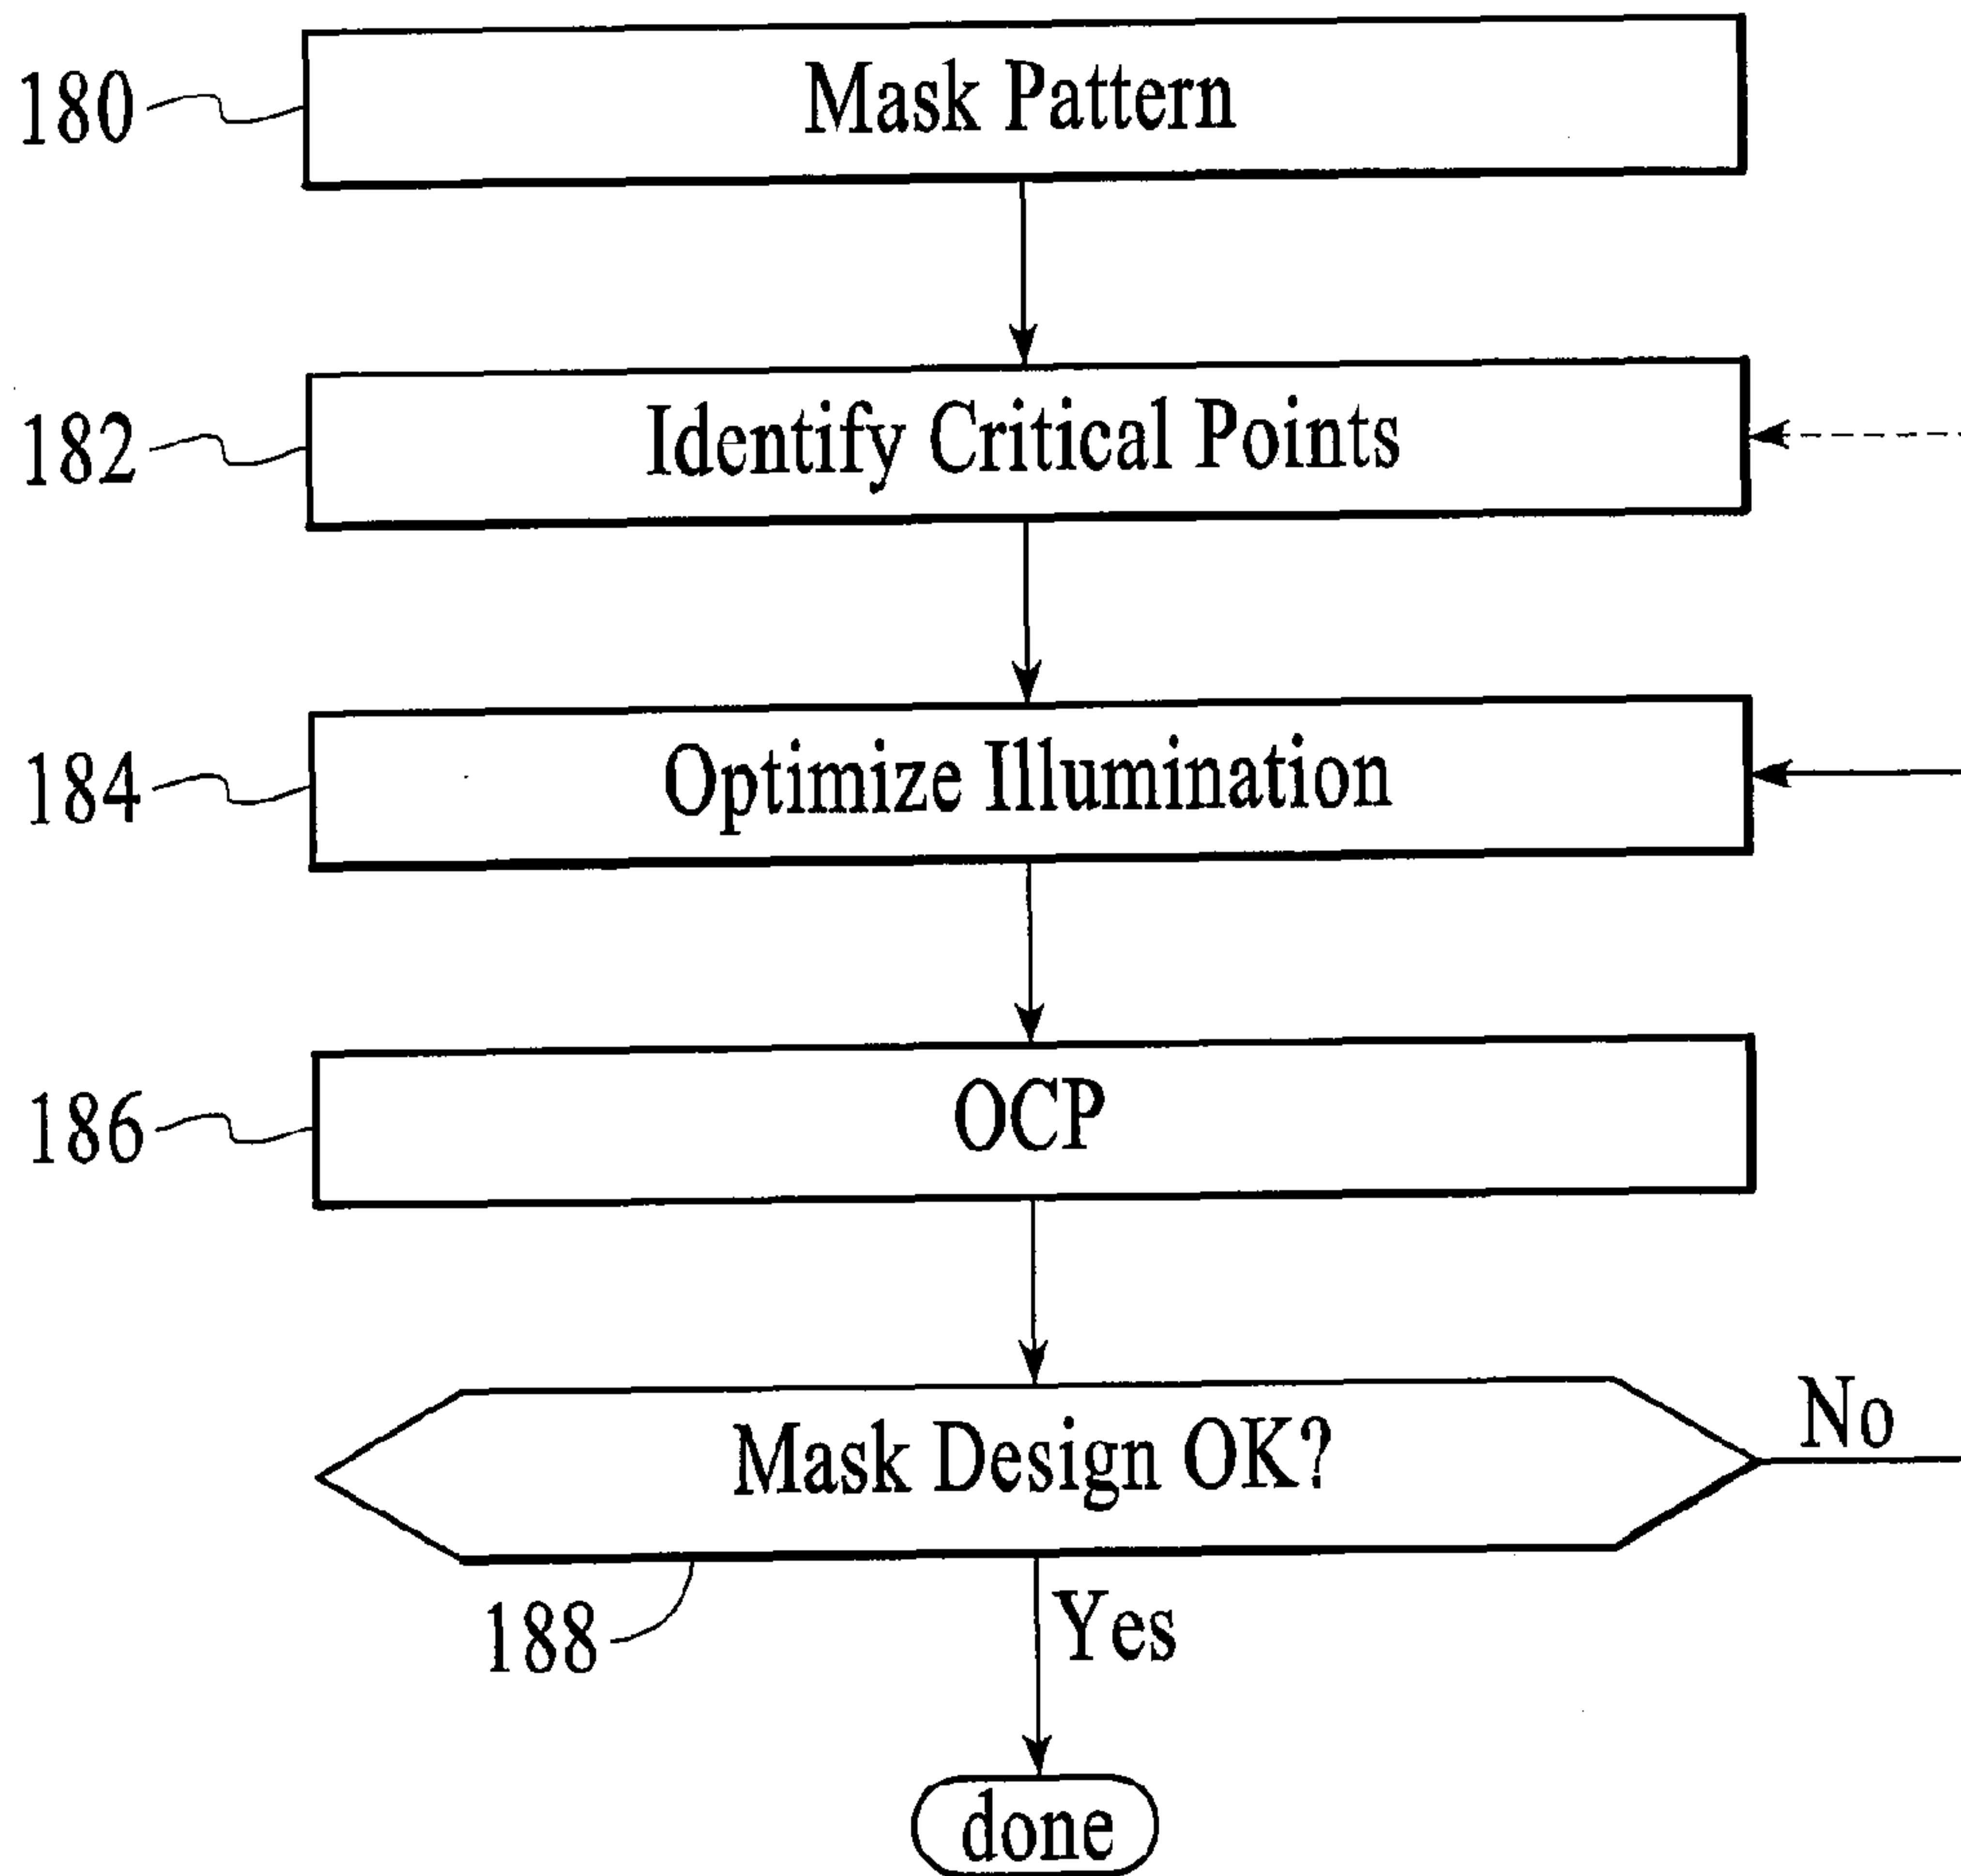 180
Mask Pattern
182
Identify Critical Points
184
Optimize Illumination
186
OCP
Mask Design OK?
No
188
Yes
done